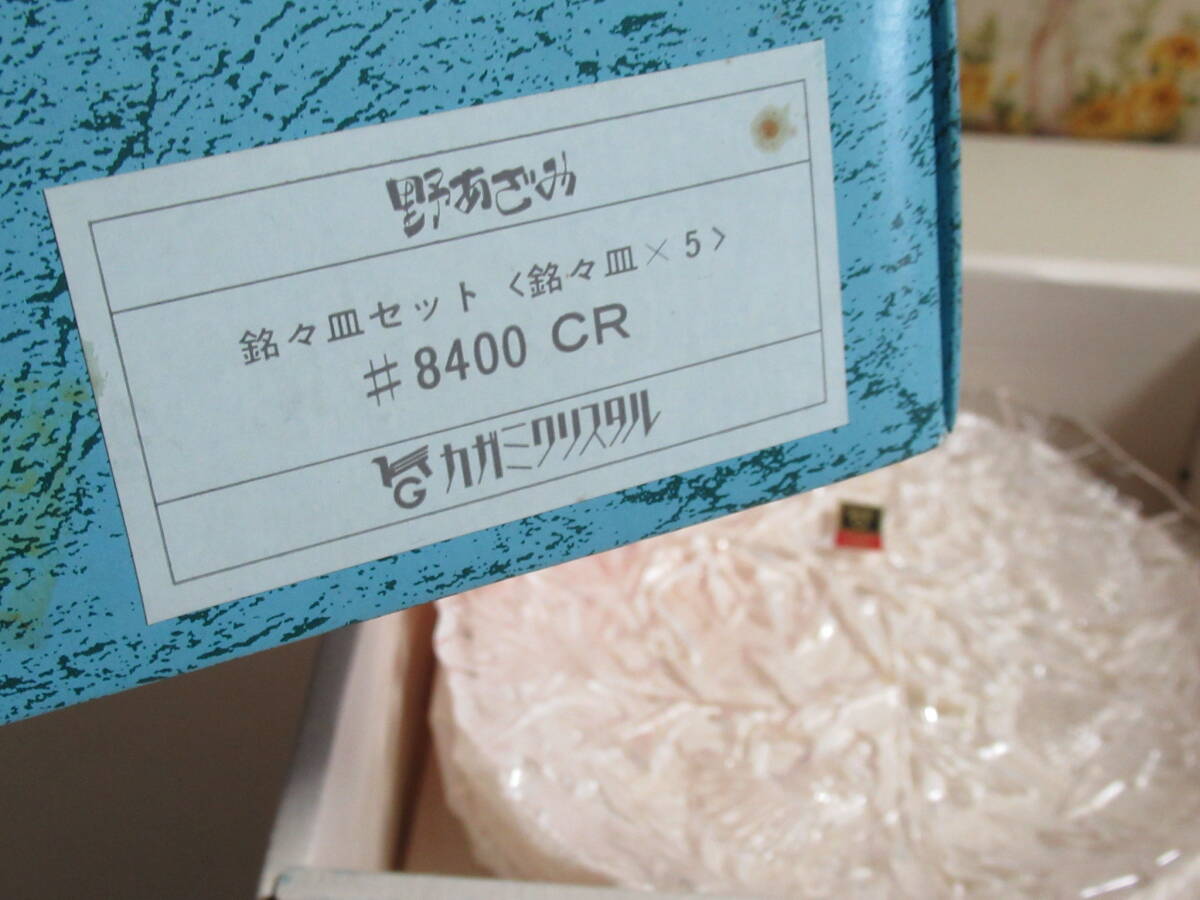 野あざみ
銘々皿セット〈銘々皿×5〉
#8400 CR
KG カガミクリスタル